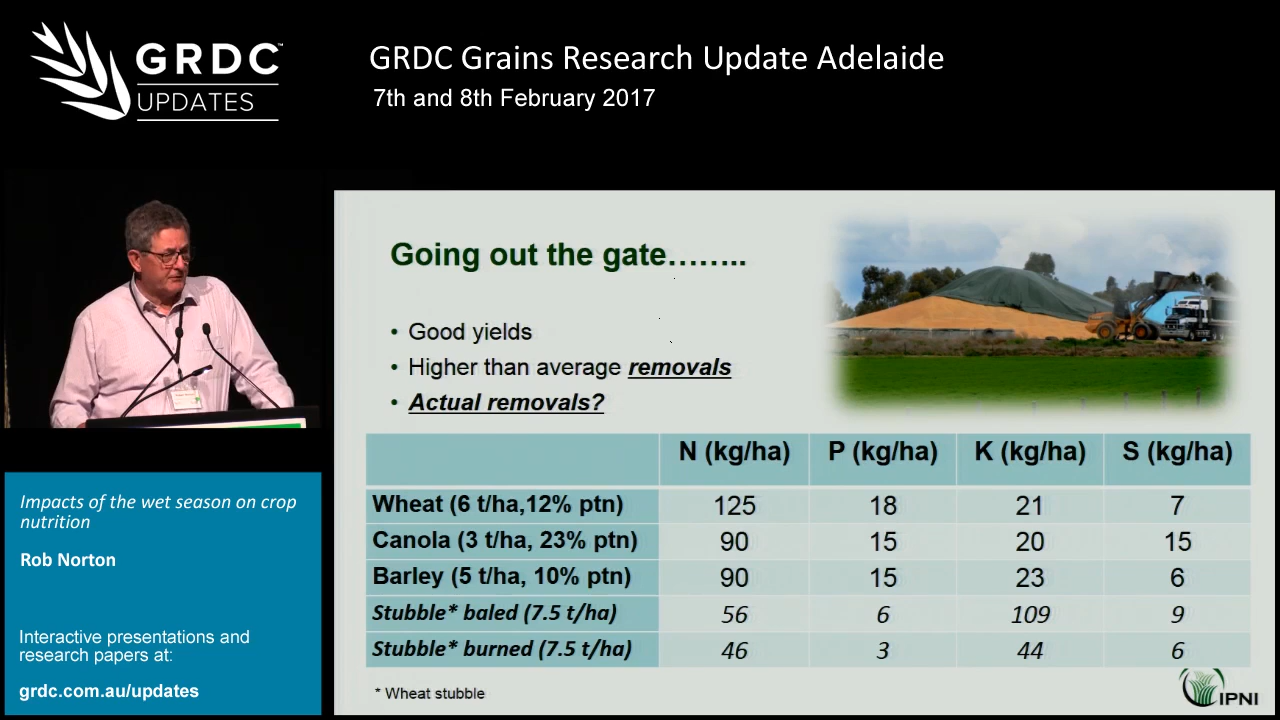 GRDC™
UPDATES
GRDC Grains Research Update Adelaide
7th and 8th February 2017
Going out the gate……..
• Good yields
• Higher than average removals
• Actual removals?
N (kg/ha) P (kg/ha) K (kg/ha) S (kg/ha)
Wheat (6 t/ha,12% ptn) 125 18 21 7
Canola (3 t/ha, 23% ptn) 90 15 20 15
Barley (5 t/ha, 10% ptn) 90 15 23 6
Stubble* baled (7.5 t/ha) 56 6 109 9
Stubble* burned (7.5 t/ha) 46 3 44 6
* Wheat stubble
IPNI
Impacts of the wet season on crop
nutrition
Rob Norton
Interactive presentations and
research papers at:
grdc.com.au/updates